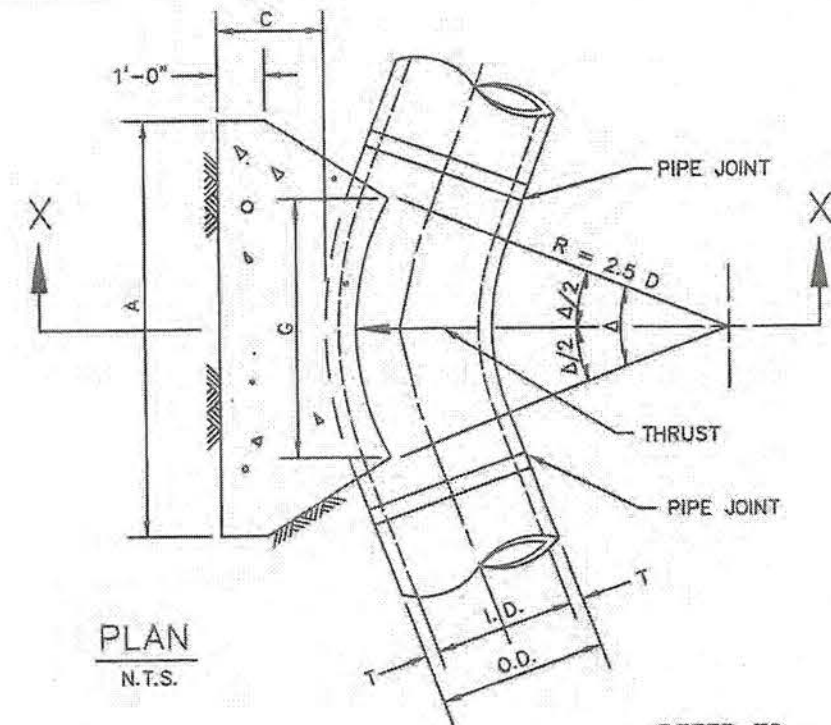 C
1'-0"
PIPE JOINT
X
X
R = 2.5 D
A
G
Δ/2
Δ
Δ/2
THRUST
PIPE JOINT
T
I.D.
O.D.
T
PLAN
N.T.S.